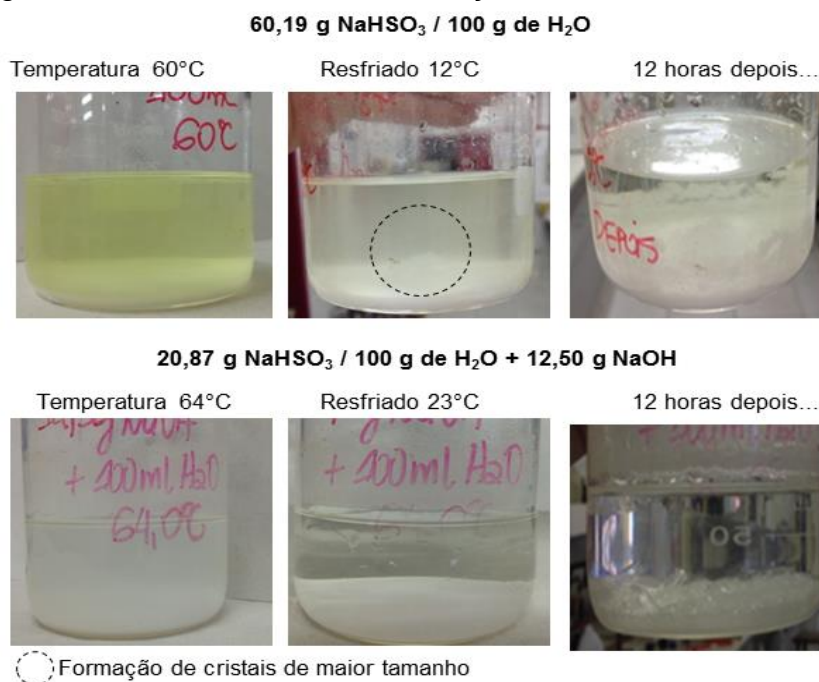 60,19 g NaHSO₃ / 100 g de H₂O
Temperatura 60°C
Resfriado 12°C
12 horas depois...
60°C
DEPOIS
20,87 g NaHSO₃ / 100 g de H₂O + 12,50 g NaOH
Temperatura 64°C
Resfriado 23°C
12 horas depois...
+ 100ml H₂O
64,0°C
+ 100ml H₂O
50
Formação de cristais de maior tamanho